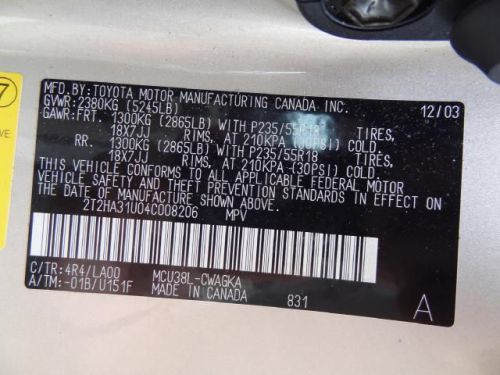 MFD.BY:TOYOTA MOTOR MANUFACTURING CANADA INC.
GVWR:2380KG (5245LB) 12/03
GAWR:FRT. 1300KG (2865LB) WITH P235/55R18 TIRES,
18X7JJ RIMS, AT 210KPA (30PSI) COLD.
RR. 1300KG (2865LB) WITH P235/55R18 TIRES,
18X7JJ RIMS, AT 210KPA (30PSI) COLD.
THIS VEHICLE CONFORMS TO ALL APPLICABLE FEDERAL MOTOR
VEHICLE SAFETY AND THEFT PREVENTION STANDARDS IN EFFECT
ON THE DATE OF MANUFACTURE SHOWN ABOVE.
2T2HA31U04C008206 MPV
C/TR:4R4/LA00 MCU38L-CWAGKA
A/TM:-01B/U151F MADE IN CANADA 831 A
7